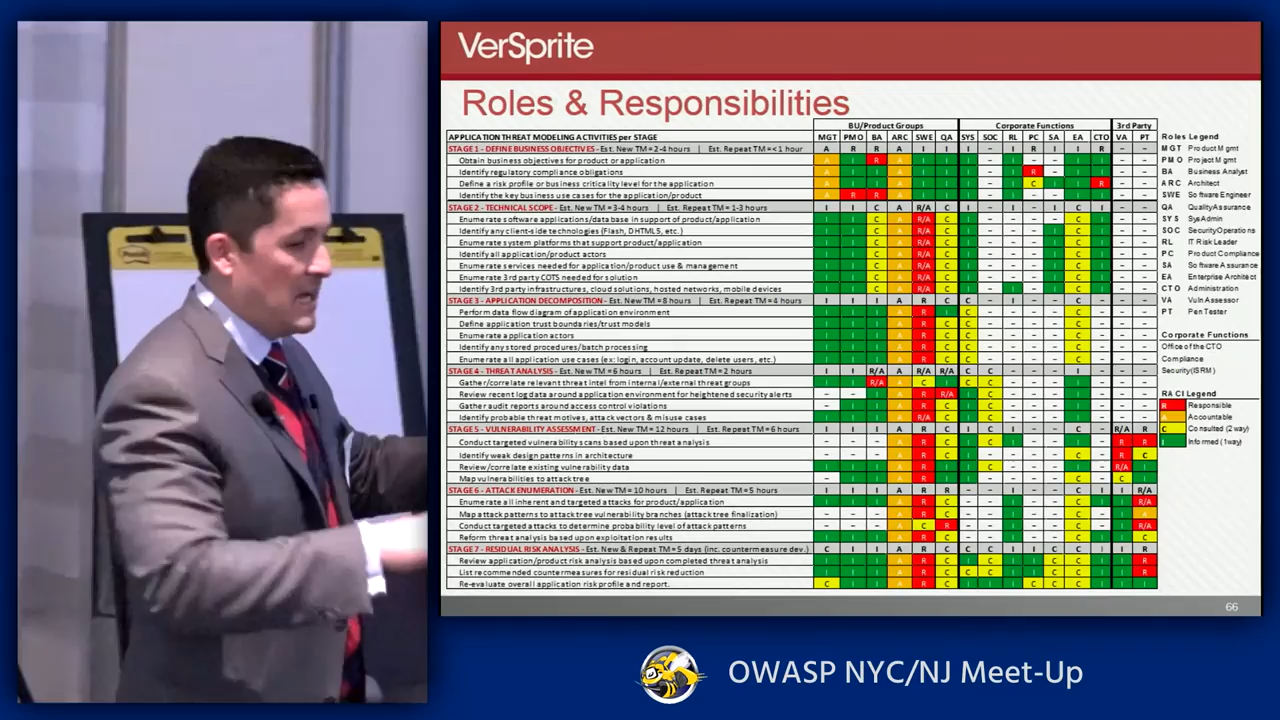 VerSprite
Roles & Responsibilities
BU/Product Groups Corporate Functions 3rd Party
APPLICATION THREAT MODELING ACTIVITIES per STAGE MGT PMO BA ARC SWE QA SYS SOC RL PC SA EA CTO VA PT
STAGE 1 - DEFINE BUSINESS OBJECTIVES - Est. New TM = 2-4 hours | Est. Repeat TM = < 1 hour A R R A I I I – I R I I R – –
Obtain business objectives for product or application
Identify regulatory compliance obligations
Define a risk profile or business criticality level for the application
Identify the key business use cases for the application/product
STAGE 2 - TECHNICAL SCOPE - Est. New TM = 3-4 hours | Est. Repeat TM = 1-3 hours I I C A R/A C I – I – I C I – –
Enumerate software applications/database in support of product/application
Identify any client-side technologies (Flash, DHTML5, etc.)
Enumerate system platforms that support product/application
Identify all application/product actors
Enumerate services needed for application/product use & management
Enumerate 3rd party COTS needed for solution
Identify 3rd party infrastructures, cloud solutions, hosted networks, mobile devices
STAGE 3 - APPLICATION DECOMPOSITION - Est. New TM = 8 hours | Est. Repeat TM = 4 hours I I I A R C C – I – – C – – –
Perform data flow diagram of application environment
Define application trust boundaries/trust models
Enumerate application actors
Identify any stored procedures/batch processing
Enumerate all application use cases (ex: login, account update, delete users, etc.)
STAGE 4 - THREAT ANALYSIS - Est. New TM = 6 hours | Est. Repeat TM = 2 hours I I R/A A R/A R/A C C – – – I – – –
Gather/correlate relevant threat intel from internal/external threat groups
Review recent log data around application environment for heightened security alerts
Gather audit reports around access control violations
Identify probable threat motives, attack vectors & misuse cases
STAGE 5 - VULNERABILITY ASSESSMENT - Est. New TM = 12 hours | Est. Repeat TM = 6 hours I I I A R C I C I – – C – R/A R
Conduct targeted vulnerability scans based upon threat analysis
Identify weak design patterns in architecture
Review/correlate existing vulnerability data
Map vulnerabilities to attack tree
STAGE 6 - ATTACK ENUMERATION - Est. New TM = 10 hours | Est. Repeat TM = 5 hours I I I A R R – – I – – C I I R/A
Enumerate all inherent and targeted attacks for product/application
Map attack patterns to attack tree vulnerability branches (attack tree finalization)
Conduct targeted attacks to determine probability level of attack patterns
Reform threat analysis based upon exploitation results
STAGE 7 - RESIDUAL RISK ANALYSIS - Est. New & Repeat TM = 5 days (inc. countermeasure dev.) C I I A R C C C I I C C I I R
Review application/product risk analysis based upon completed threat analysis
List recommended countermeasures for residual risk reduction
Re-evaluate overall application risk profile and report.
Roles Legend
MGT Product Mgmt
PMO Project Mgmt
BA Business Analyst
ARC Architect
SWE Software Engineer
QA Quality Assurance
SYS SysAdmin
SOC Security Operations
RL IT Risk Leader
PC Product Compliance
SA Software Assurance
EA Enterprise Architect
CTO Administration
VA Vuln Assessor
PT Pen Tester
Corporate Functions
Office of the CTO
Compliance
Security (ISRM)
RACI Legend
R Responsible
A Accountable
C Consulted (2 way)
I Informed (1way)
66
OWASP NYC/NJ Meet-Up